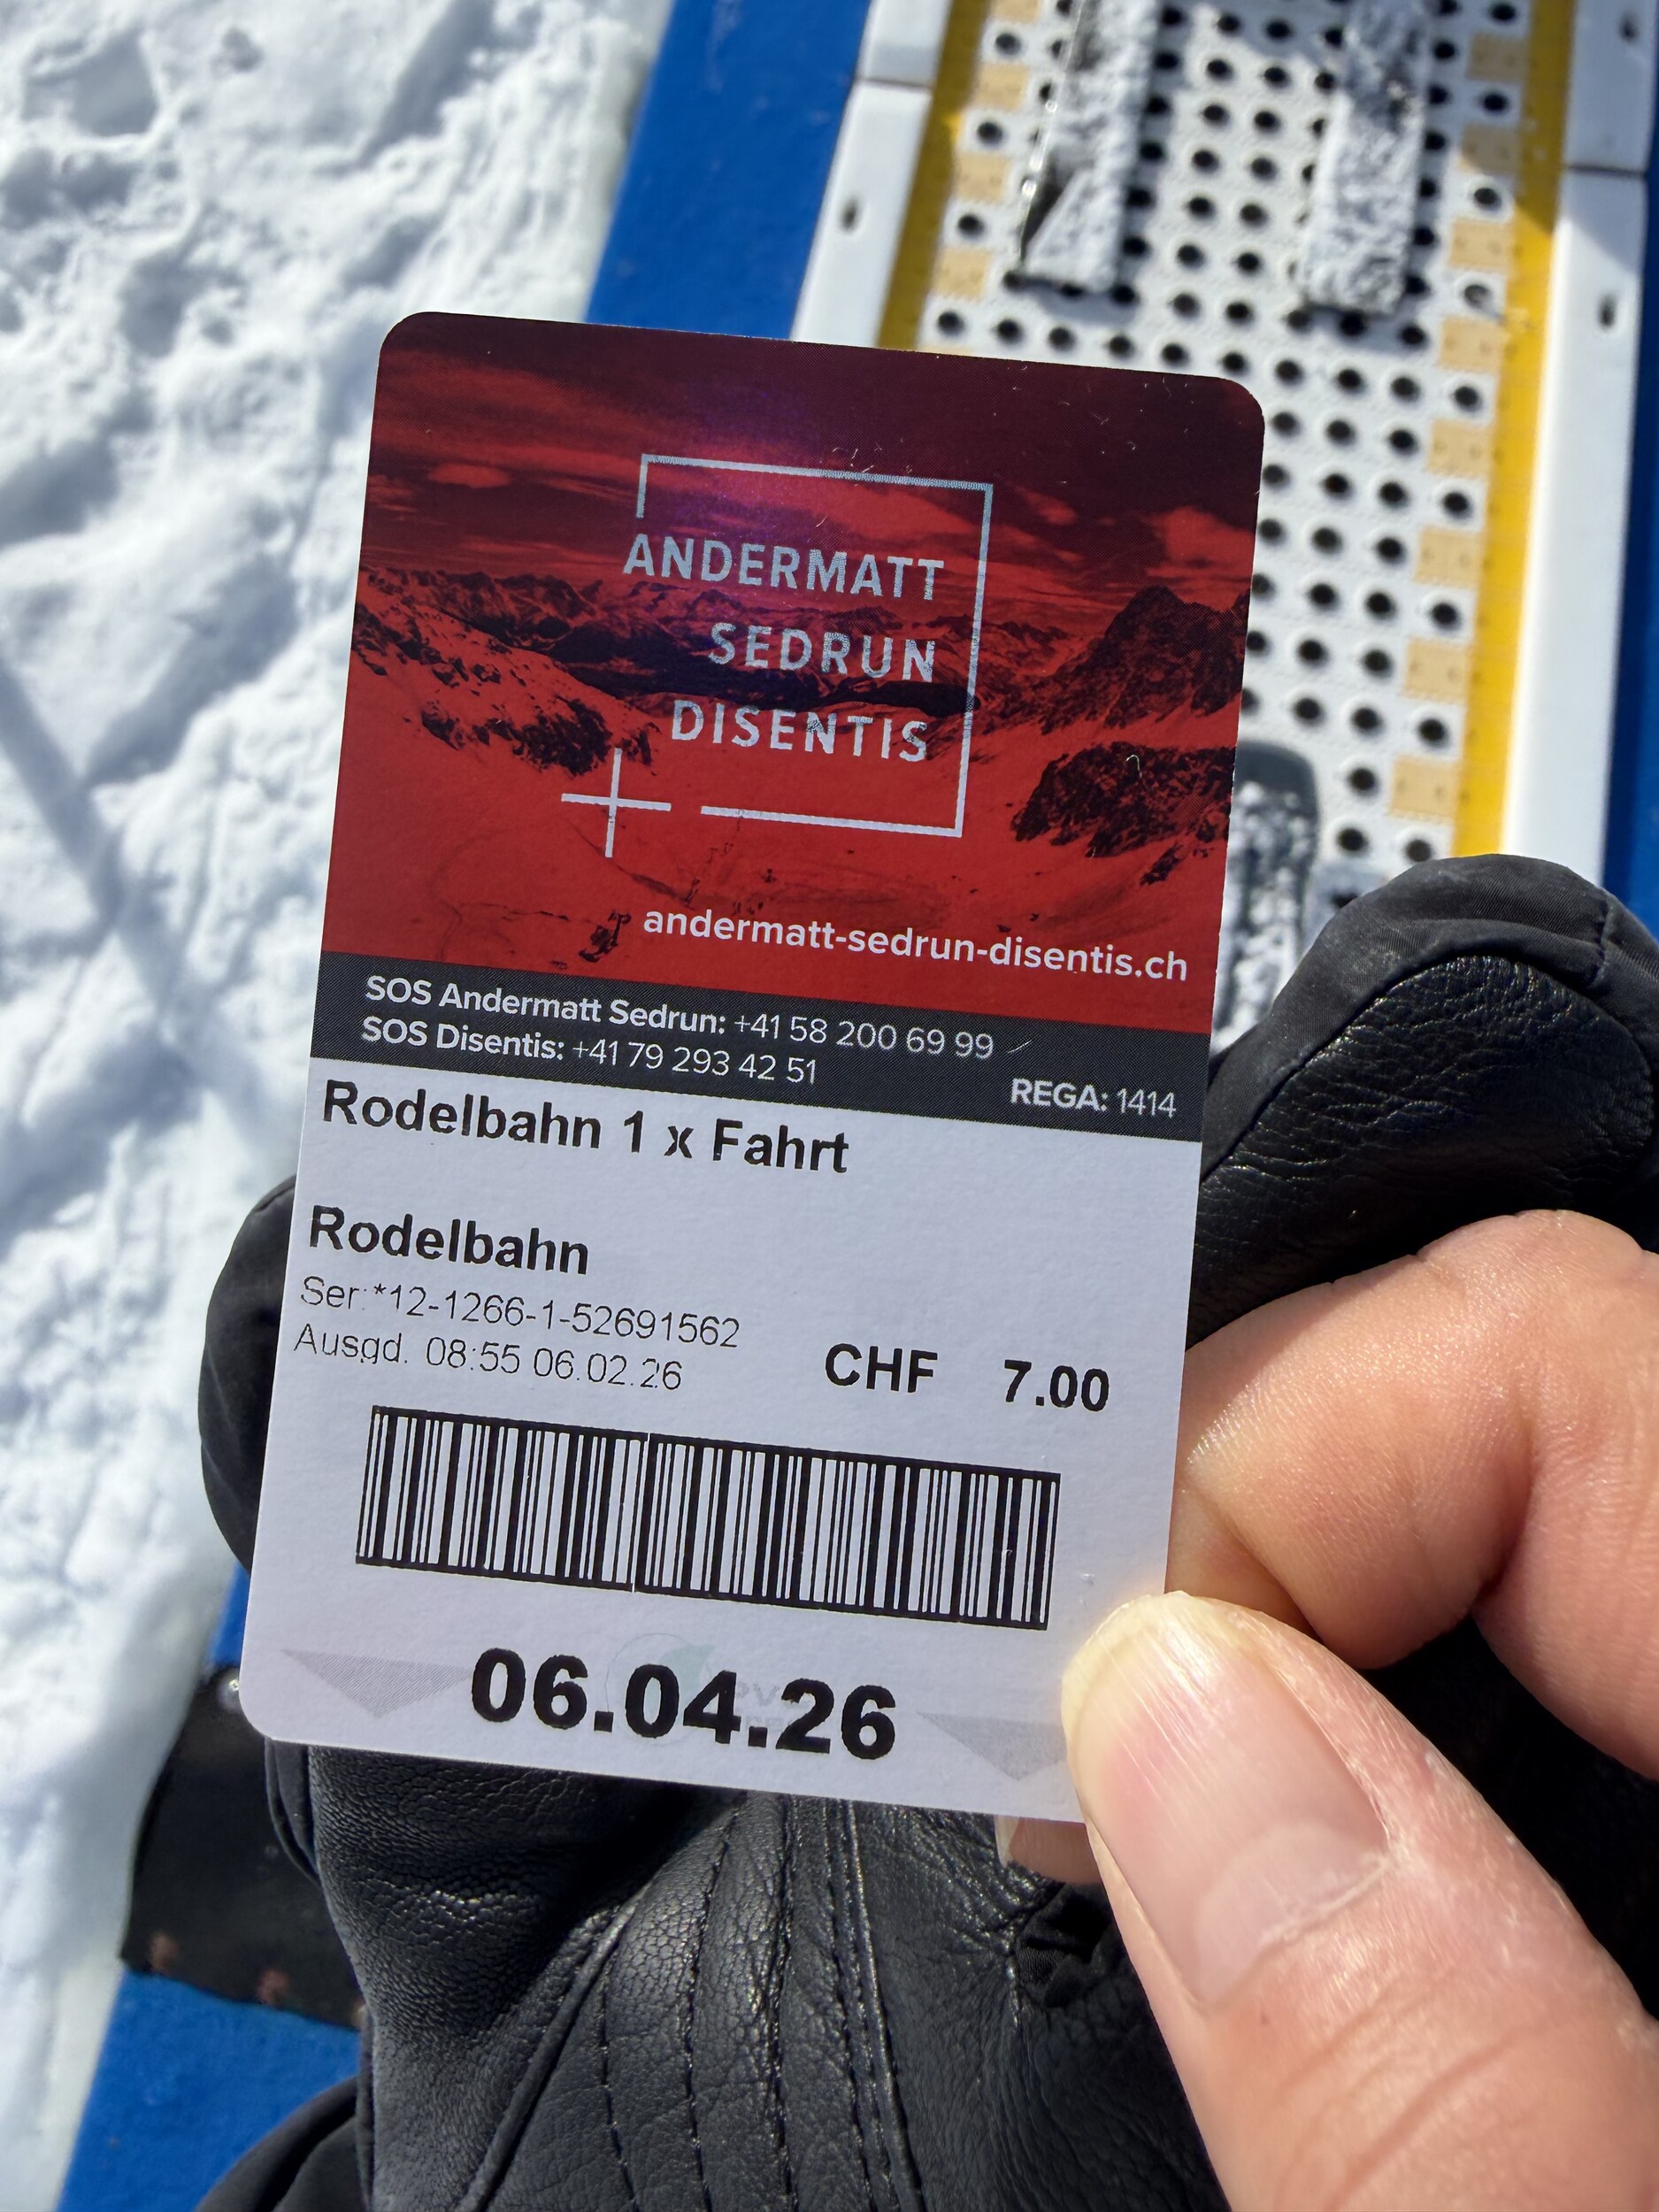 ANDERMATT
SEDRUN
DISENTIS
andermatt-sedrun-disentis.ch
SOS Andermatt Sedrun: +41 58 200 69 99
SOS Disentis: +41 79 293 42 51
REGA: 1414
Rodelbahn 1 x Fahrt
Rodelbahn
Ser:*12-1266-1-52691562
Ausgd. 08:55 06.02.26
CHF 7.00
06.04.26